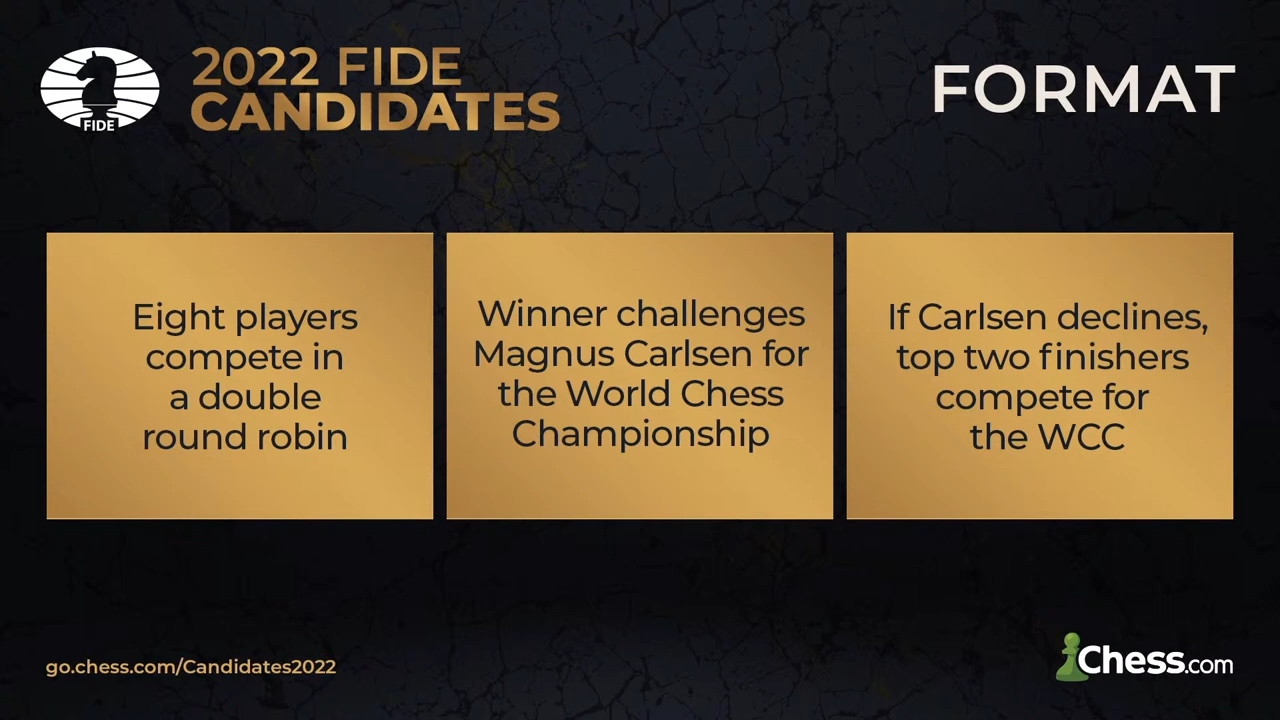 FIDE
2022 FIDE
CANDIDATES
FORMAT
Eight players
compete in
a double
round robin
Winner challenges
Magnus Carlsen for
the World Chess
Championship
If Carlsen declines,
top two finishers
compete for
the WCC
go.chess.com/Candidates2022
Chess.com